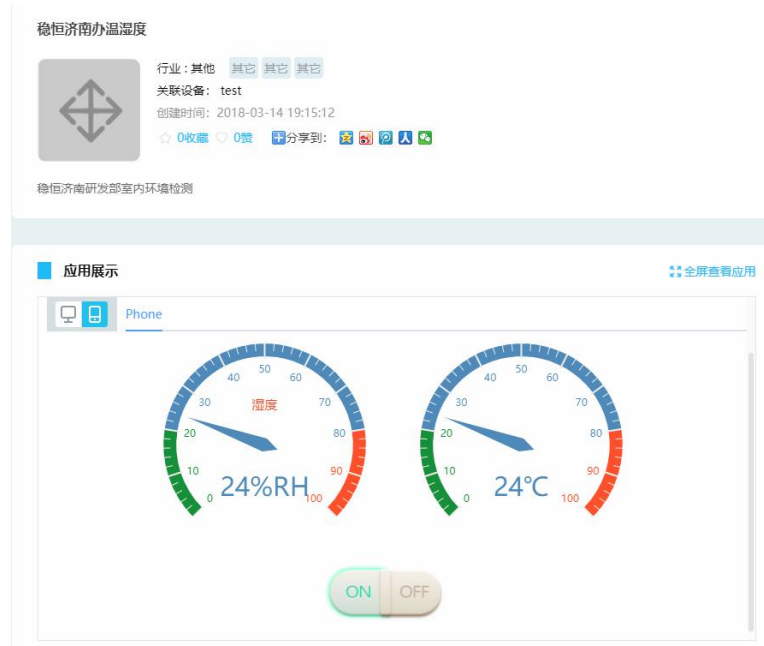 稳恒济南办温湿度
行业：其他 其它 其它 其它
关联设备： test
创建时间：2018-03-14 19:15:12
0收藏 0赞 分享到：
稳恒济南研发部室内环境检测
应用展示 全屏查看应用
Phone
0 10 20 30 40 50 60 70 80 90 100
湿度
24%RH
0 10 20 30 40 50 60 70 80 90 100
24℃
ON OFF